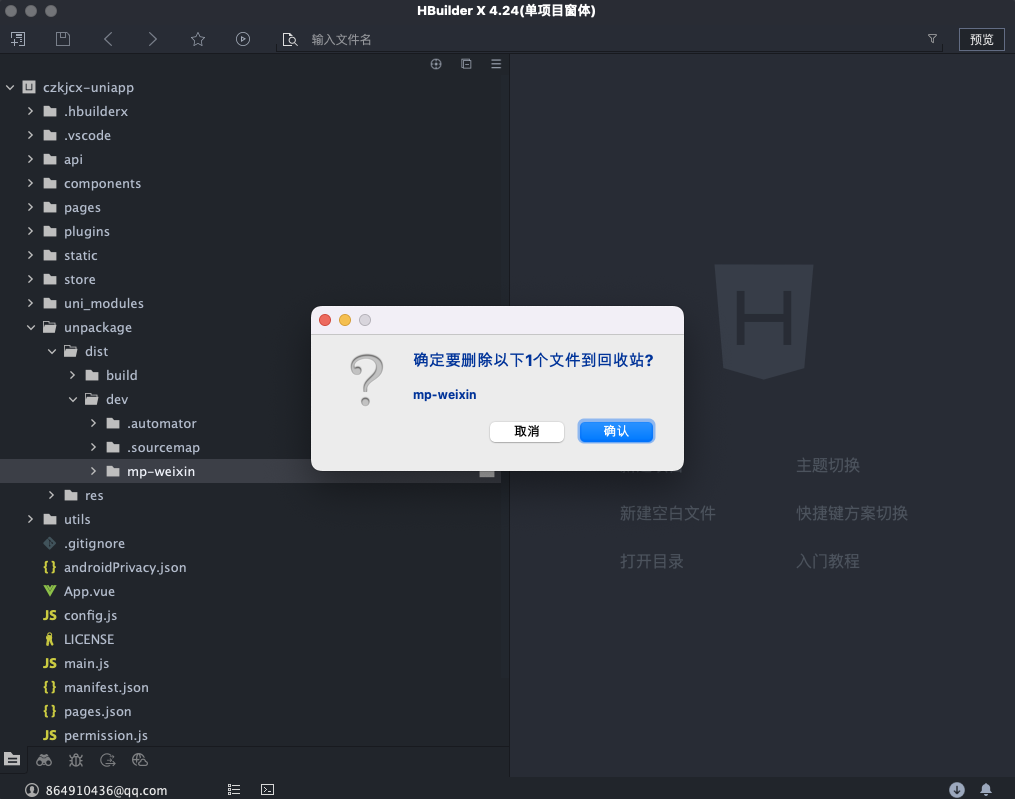 HBuilder X 4.24(单项目窗体)
输入文件名
预览
czkjcx-uniapp
.hbuilderx
.vscode
api
components
pages
plugins
static
store
uni_modules
unpackage
dist
build
dev
.automator
.sourcemap
mp-weixin
res
utils
.gitignore
{} androidPrivacy.json
App.vue
JS config.js
LICENSE
JS main.js
{} manifest.json
{} pages.json
JS permission.js
确定要删除以下1个文件到回收站?
mp-weixin
取消
确认
主题切换
新建空白文件
快捷键方案切换
打开目录
入门教程
864910436@qq.com